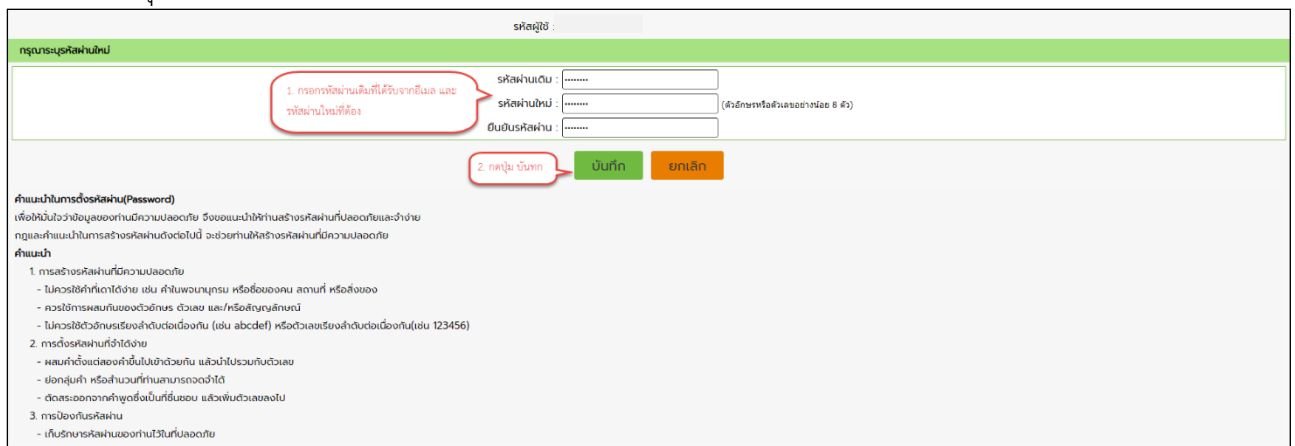 รหัสผู้ใช้ :
กรุณาระบุรหัสผ่านใหม่
1. กรอกรหัสผ่านเดิมที่ได้รับจากอีเมล และ
รหัสผ่านใหม่ที่ต้อง
รหัสผ่านเดิม : ........
รหัสผ่านใหม่ : ........ (ตัวอักษรหรือตัวเลขอย่างน้อย 8 ตัว)
ยืนยันรหัสผ่าน : ........
2. กดปุ่ม บันทก
บันทึก
ยกเลิก
คำแนะนำในการตั้งรหัสผ่าน(Password)
เพื่อให้มั่นใจว่าข้อมูลของท่านมีความปลอดภัย จึงขอแนะนำให้ท่านสร้างรหัสผ่านที่ปลอดภัยและจำง่าย
กฎและคำแนะนำในการสร้างรหัสผ่านดังต่อไปนี้ จะช่วยท่านให้สร้างรหัสผ่านที่มีความปลอดภัย
คำแนะนำ
1. การสร้างรหัสผ่านที่มีความปลอดภัย
- ไม่ควรใช้คำที่เดาได้ง่าย เช่น คำในพจนานุกรม หรือชื่อของคน สถานที่ หรือสิ่งของ
- ควรใช้การผสมกันของตัวอักษร ตัวเลข และ/หรือสัญญลักษณ์
- ไม่ควรใช้ตัวอักษรเรียงลำดับต่อเนื่องกัน (เช่น abcdef) หรือตัวเลขเรียงลำดับต่อเนื่องกัน(เช่น 123456)
2. การตั้งรหัสผ่านที่จำได้ง่าย
- ผสมคำตั้งแต่สองคำขึ้นไปเข้าด้วยกัน แล้วนำไปรวมกับตัวเลข
- ย่อกลุ่มคำ หรือสำนวนที่ท่านสามารถจดจำได้
- ตัดสระออกจากคำพูดซึ่งเป็นที่ชื่นชอบ แล้วเพิ่มตัวเลขลงไป
3. การป้องกันรหัสผ่าน
- เก็บรักษารหัสผ่านของท่านไว้ในที่ปลอดภัย